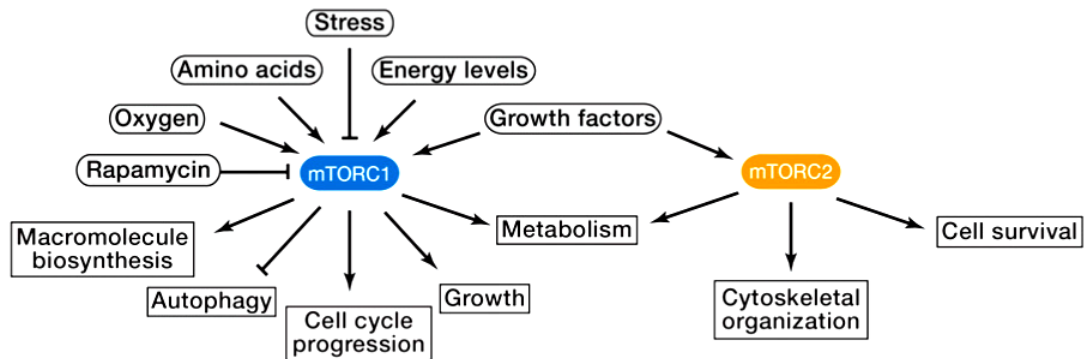 Stress
Amino acids
Energy levels
Oxygen
Growth factors
Rapamycin
mTORC1
mTORC2
Macromolecule
biosynthesis
Metabolism
Cell survival
Autophagy
Growth
Cytoskeletal
organization
Cell cycle
progression